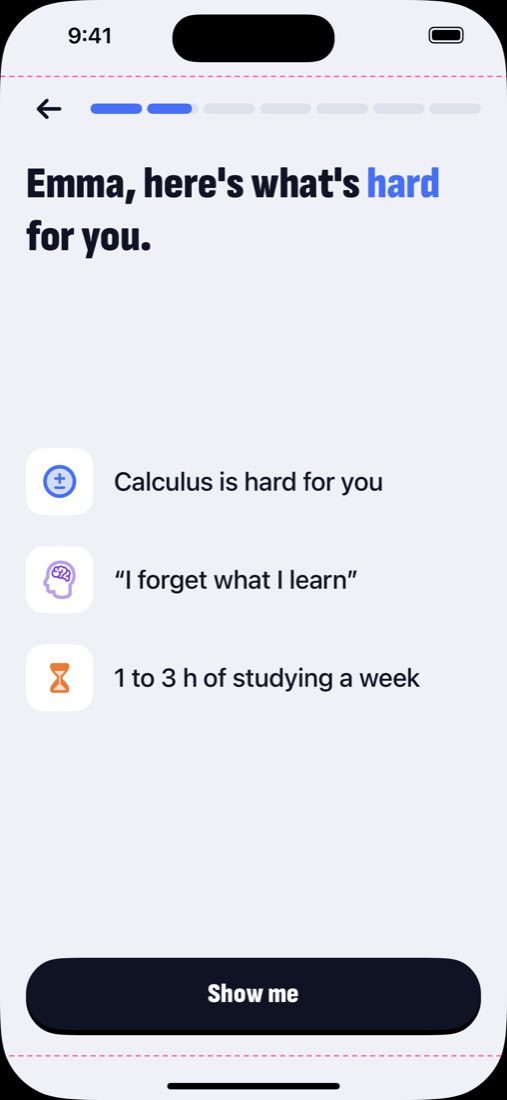 9:41
Emma, here's what's hard
for you.
Calculus is hard for you
“I forget what I learn”
1 to 3 h of studying a week
Show me